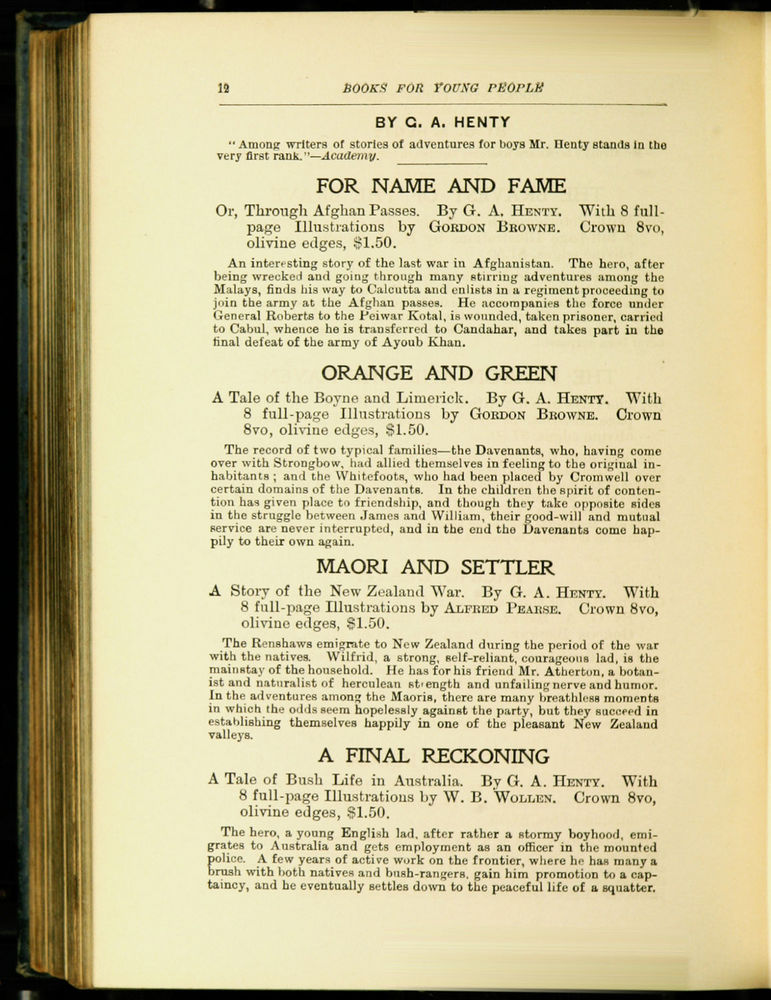 12 BOOKS FOR YOUNG PEOPLE
BY G. A. HENTY
"Among writers of stories of adventures for boys Mr. Henty stands in the
very first rank."—Academy.
FOR NAME AND FAME
Or, Through Afghan Passes. By G. A. HENTY. With 8 full-
page Illustrations by GORDON BROWNE. Crown 8vo,
olivine edges, $1.50.
An interesting story of the last war in Afghanistan. The hero, after
being wrecked and going through many stirring adventures among the
Malays, finds his way to Calcutta and enlists in a regiment proceeding to
join the army at the Afghan passes. He accompanies the force under
General Roberts to the Peiwar Kotal, is wounded, taken prisoner, carried
to Cabul, whence he is transferred to Candahar, and takes part in the
final defeat of the army of Ayoub Khan.
ORANGE AND GREEN
A Tale of the Boyne and Limerick. By G. A. HENTY. With
8 full-page Illustrations by GORDON BROWNE. Crown
8vo, olivine edges, $1.50.
The record of two typical families—the Davenants, who, having come
over with Strongbow, had allied themselves in feeling to the original in-
habitants; and the Whitefoots, who had been placed by Cromwell over
certain domains of the Davenants. In the children the spirit of conten-
tion has given place to friendship, and though they take opposite sides
in the struggle between James and William, their good-will and mutual
service are never interrupted, and in the end the Davenants come hap-
pily to their own again.
MAORI AND SETTLER
A Story of the New Zealand War. By G. A. HENTY. With
8 full-page Illustrations by ALFRED PEARSE. Crown 8vo,
olivine edges, $1.50.
The Renshaws emigrate to New Zealand during the period of the war
with the natives. Wilfrid, a strong, self-reliant, courageous lad, is the
mainstay of the household. He has for his friend Mr. Atherton, a botan-
ist and naturalist of herculean strength and unfailing nerve and humor.
In the adventures among the Maoris, there are many breathless moments
in which the odds seem hopelessly against the party, but they succeed in
establishing themselves happily in one of the pleasant New Zealand
valleys.
A FINAL RECKONING
A Tale of Bush Life in Australia. By G. A. HENTY. With
8 full-page Illustrations by W. B. WOLLEN. Crown 8vo,
olivine edges, $1.50.
The hero, a young English lad, after rather a stormy boyhood, emi-
grates to Australia and gets employment as an officer in the mounted
police. A few years of active work on the frontier, where he has many a
brush with both natives and bush-rangers, gain him promotion to a cap-
taincy, and he eventually settles down to the peaceful life of a squatter.